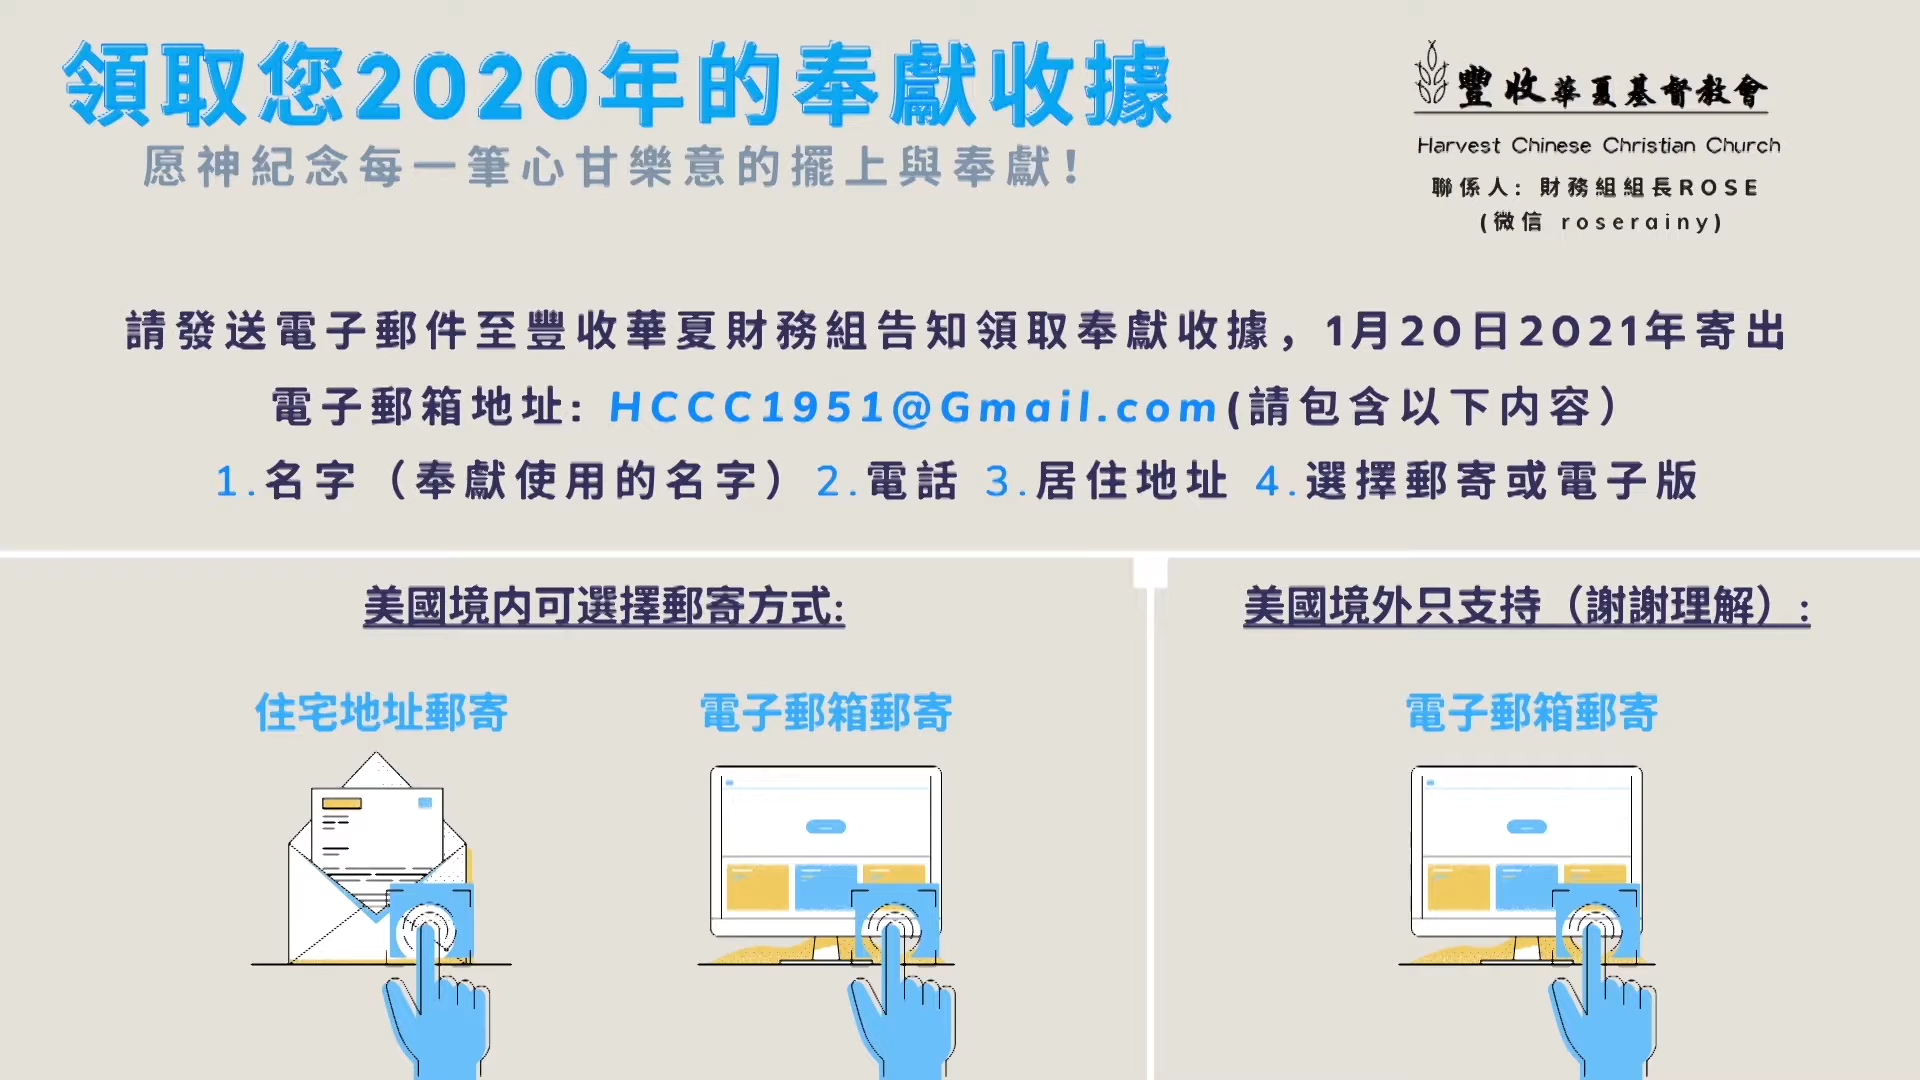 領取您2020年的奉獻收據
愿神紀念每一筆心甘樂意的擺上與奉獻！
豐收華夏基督教會
Harvest Chinese Christian Church
聯係人: 財務組組長ROSE
(微信 roserainy)
請發送電子郵件至豐收華夏財務組告知領取奉獻收據，1月20日2021年寄出
電子郵箱地址: HCCC1951@Gmail.com(請包含以下内容）
1.名字（奉獻使用的名字）2.電話 3.居住地址 4.選擇郵寄或電子版
美國境内可選擇郵寄方式:
住宅地址郵寄
電子郵箱郵寄
美國境外只支持（謝謝理解）:
電子郵箱郵寄